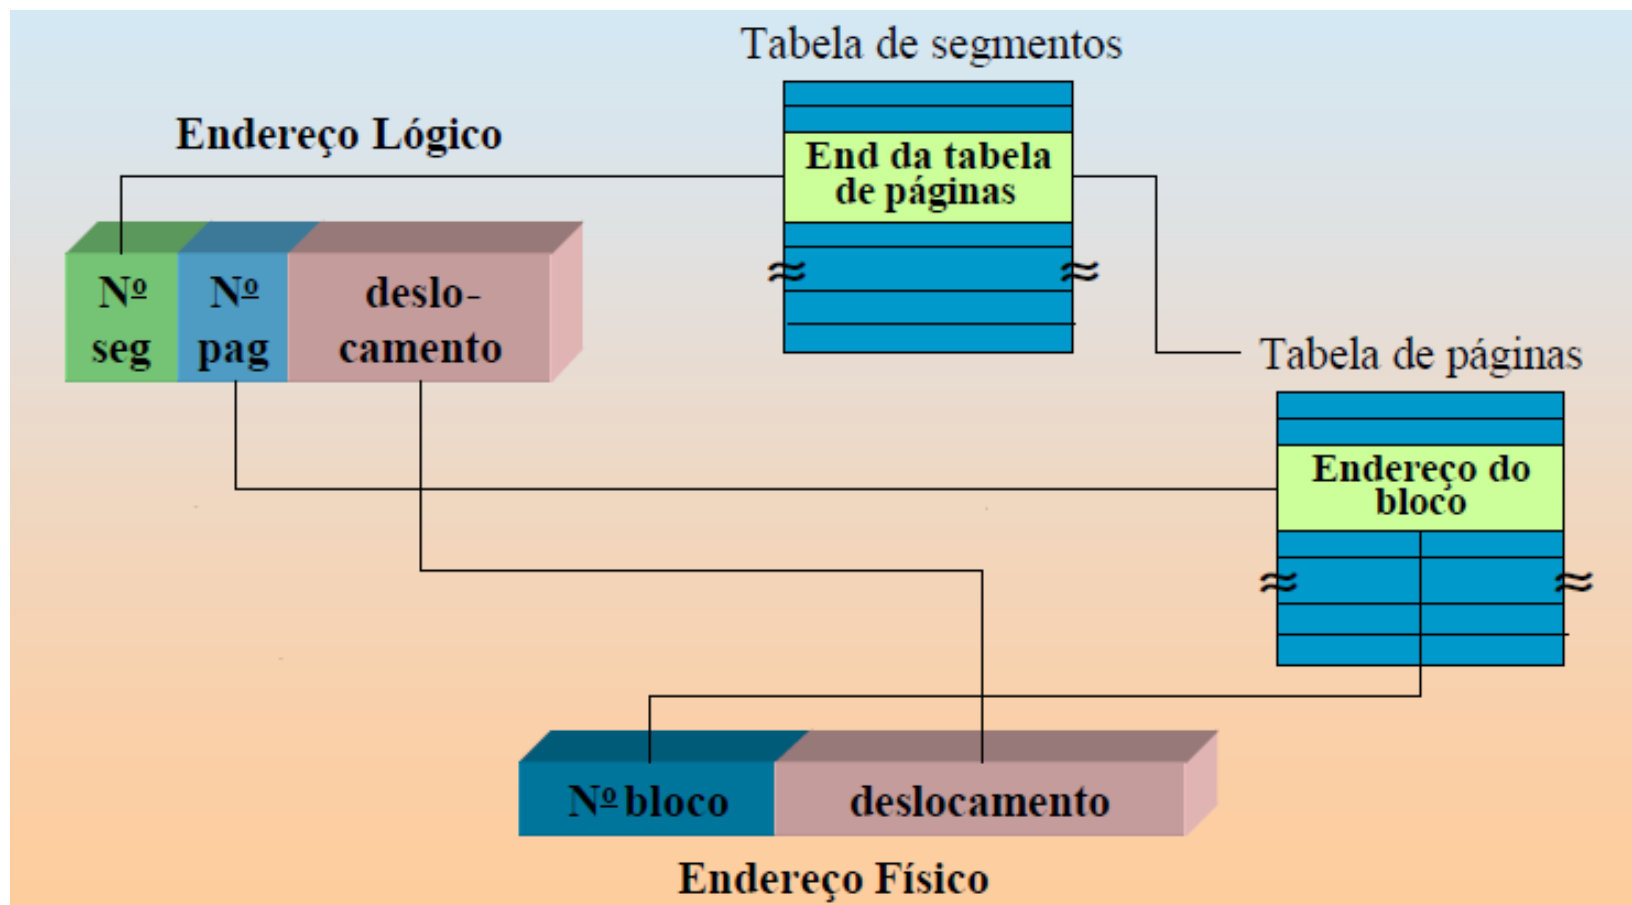 Tabela de segmentos
Endereço Lógico
End da tabela
de páginas
Nº
seg
Nº
pag
deslo-
camento
Tabela de páginas
Endereço do
bloco
Nº bloco
deslocamento
Endereço Físico